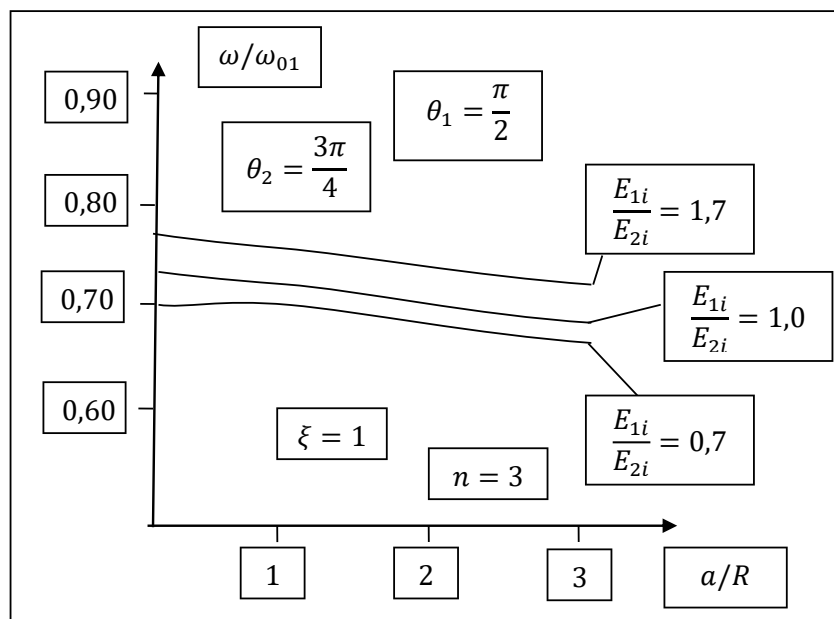 ω/ω₀₁
0,90
θ₁ = π/2
θ₂ = 3π/4
0,80
E₁ᵢ/E₂ᵢ = 1,7
0,70
E₁ᵢ/E₂ᵢ = 1,0
0,60
E₁ᵢ/E₂ᵢ = 0,7
ξ = 1
n = 3
1 2 3 a/R